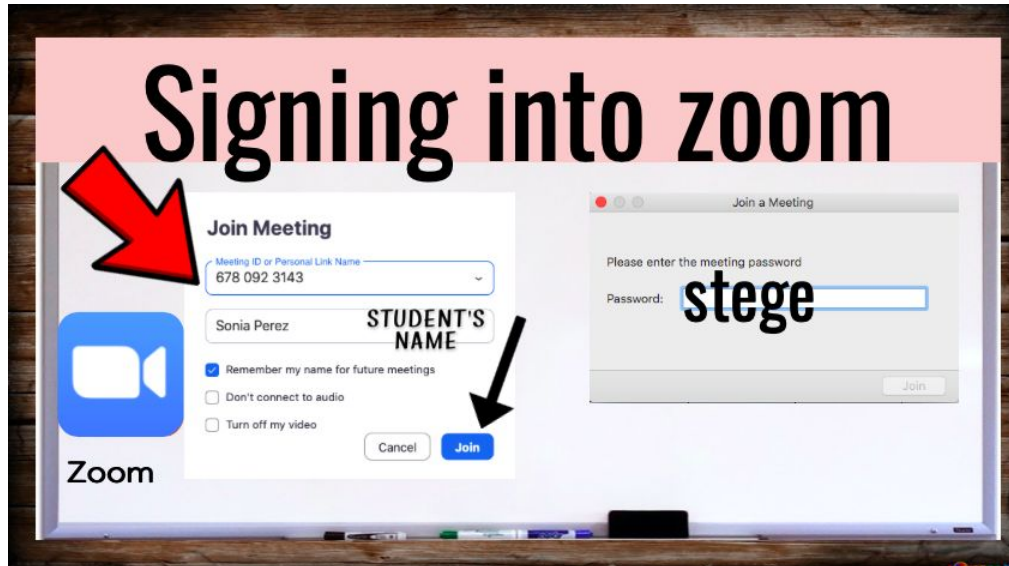 Signing into zoom
Join Meeting
Meeting ID or Personal Link Name
678 092 3143
Sonia Perez
STUDENT'S
NAME
Remember my name for future meetings
Don't connect to audio
Turn off my video
Cancel
Join
Zoom
Join a Meeting
Please enter the meeting password
Password:
stege
Join